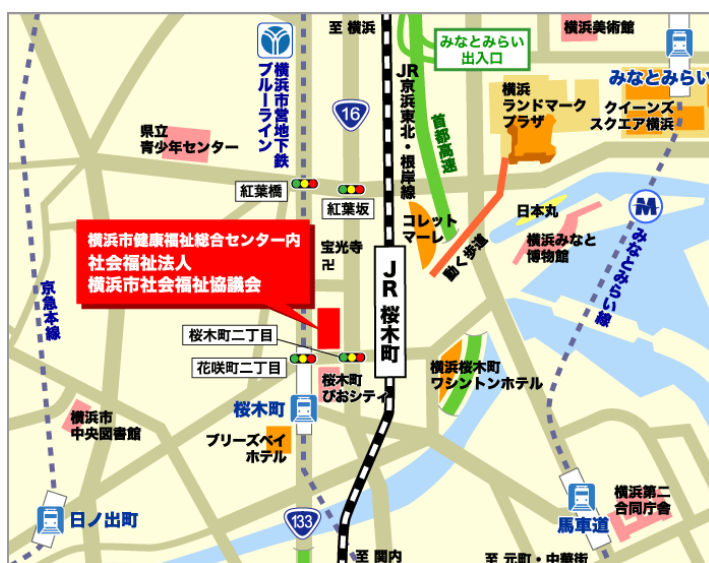 至 横浜
みなとみらい
出入口
横浜美術館
みなとみらい
横浜市営地下鉄
ブルーライン
16
JR京浜東北・根岸線
首都高速
横浜
ランドマーク
プラザ
クイーンズ
スクエア横浜
県立
青少年センター
紅葉橋
紅葉坂
コレット
マーレ
動く歩道
日本丸
横浜みなと
博物館
M
みなとみらい線
横浜市健康福祉総合センター内
社会福祉法人
横浜市社会福祉協議会
宝光寺
卍
JR 桜木町
京急本線
桜木町二丁目
花咲町二丁目
桜木町
ぴおシティ
横浜桜木町
ワシントンホテル
桜木町
横浜市
中央図書館
ブリーズベイ
ホテル
日ノ出町
133
馬車道
横浜第二
合同庁舎
至 関内
至 元町・中華街